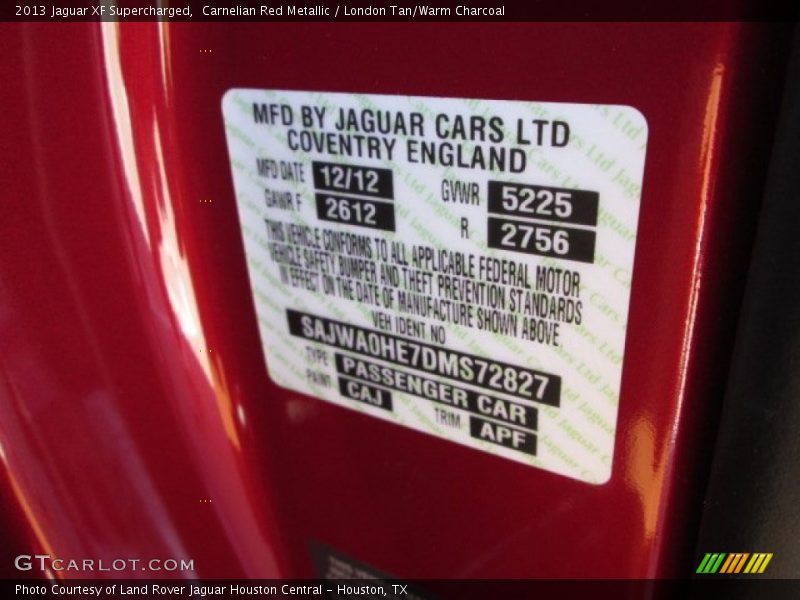 2013 Jaguar XF Supercharged,  Carnelian Red Metallic / London Tan/Warm Charcoal
MFD BY JAGUAR CARS LTD
COVENTRY ENGLAND
MFD DATE 12/12 GVWR 5225
GAWR F 2612 R 2756
THIS VEHICLE CONFORMS TO ALL APPLICABLE FEDERAL MOTOR
VEHICLE SAFETY BUMPER AND THEFT PREVENTION STANDARDS
IN EFFECT ON THE DATE OF MANUFACTURE SHOWN ABOVE.
VEH IDENT NO
SAJWA0HE7DMS72827
TYPE PASSENGER CAR
PAINT CAJ TRIM APF
GTCARLOT.COM
Photo Courtesy of Land Rover Jaguar Houston Central - Houston, TX